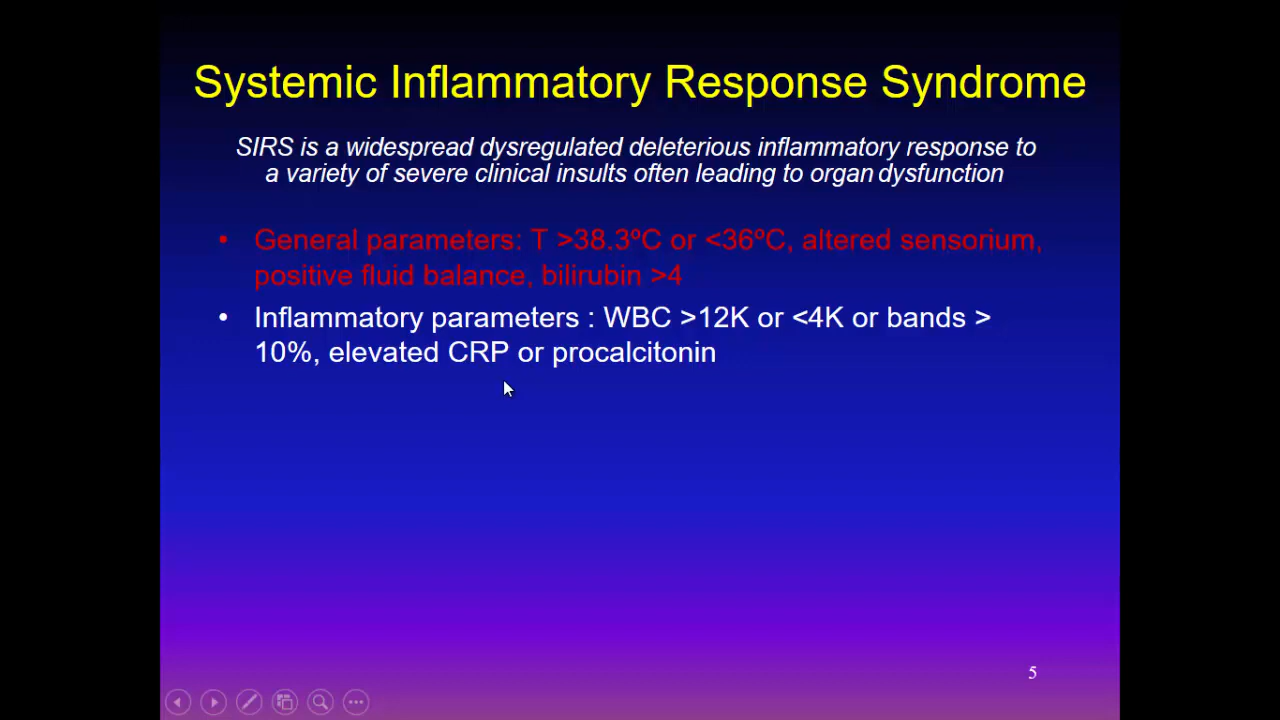 Systemic Inflammatory Response Syndrome
SIRS is a widespread dysregulated deleterious inflammatory response to
a variety of severe clinical insults often leading to organ dysfunction
• General parameters: T >38.3ºC or <36ºC, altered sensorium,
positive fluid balance, bilirubin >4
• Inflammatory parameters : WBC >12K or <4K or bands >
10%, elevated CRP or procalcitonin
5